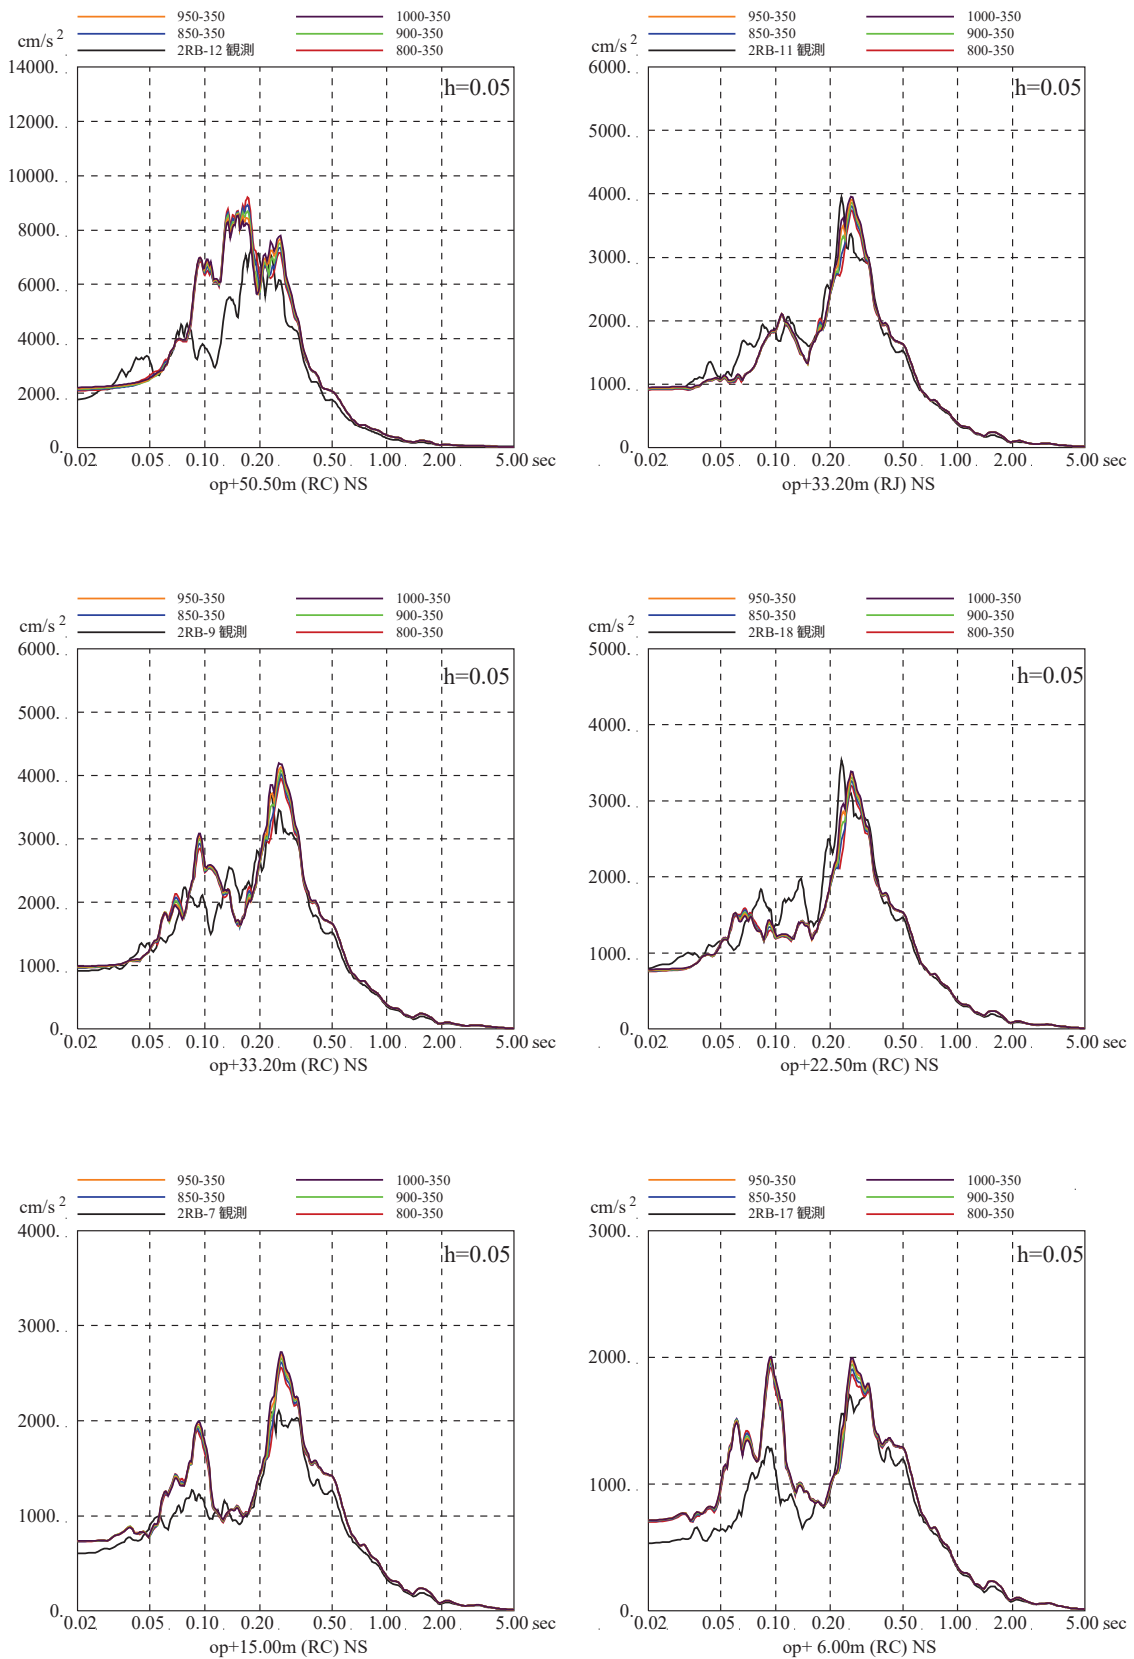 950-350 1000-350
850-350 900-350
2RB-12 観測 800-350
cm/s 2
14000.
h=0.05
12000.
10000.
8000.
6000.
4000.
2000.
0.
0.02 0.05 0.10 0.20 0.50 1.00 2.00 5.00 sec
op+50.50m (RC) NS
950-350 1000-350
850-350 900-350
2RB-11 観測 800-350
cm/s 2
6000.
h=0.05
5000.
4000.
3000.
2000.
1000.
0.
0.02 0.05 0.10 0.20 0.50 1.00 2.00 5.00 sec
op+33.20m (RJ) NS
950-350 1000-350
850-350 900-350
2RB-9 観測 800-350
cm/s 2
6000.
h=0.05
5000.
4000.
3000.
2000.
1000.
0.
0.02 0.05 0.10 0.20 0.50 1.00 2.00 5.00 sec
op+33.20m (RC) NS
950-350 1000-350
850-350 900-350
2RB-18 観測 800-350
cm/s 2
5000.
h=0.05
4000.
3000.
2000.
1000.
0.
0.02 0.05 0.10 0.20 0.50 1.00 2.00 5.00 sec
op+22.50m (RC) NS
950-350 1000-350
850-350 900-350
2RB-7 観測 800-350
cm/s 2
4000.
h=0.05
3000.
2000.
1000.
0.
0.02 0.05 0.10 0.20 0.50 1.00 2.00 5.00 sec
op+15.00m (RC) NS
950-350 1000-350
850-350 900-350
2RB-17 観測 800-350
cm/s 2
3000.
h=0.05
2000.
1000.
0.
0.02 0.05 0.10 0.20 0.50 1.00 2.00 5.00 sec
op+ 6.00m (RC) NS